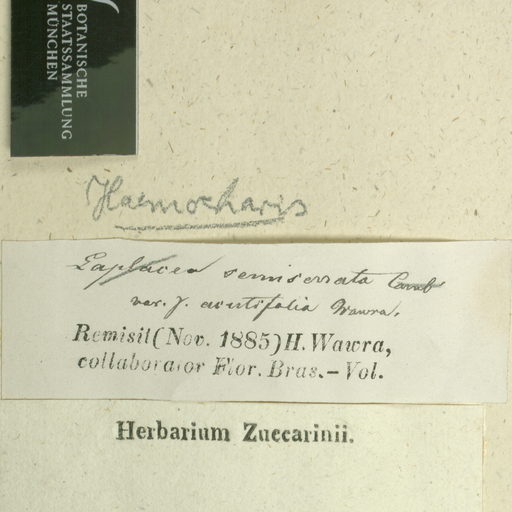 BOTANISCHE
STAATSSAMMLUNG
MÜNCHEN
Haemocharis
Laplacea semiserrata Camb
var. γ. acutifolia Wawra.
Remisit (Nov. 1885) H. Wawra,
collaborator Flor. Bras.-Vol.
Herbarium Zuccarinii.